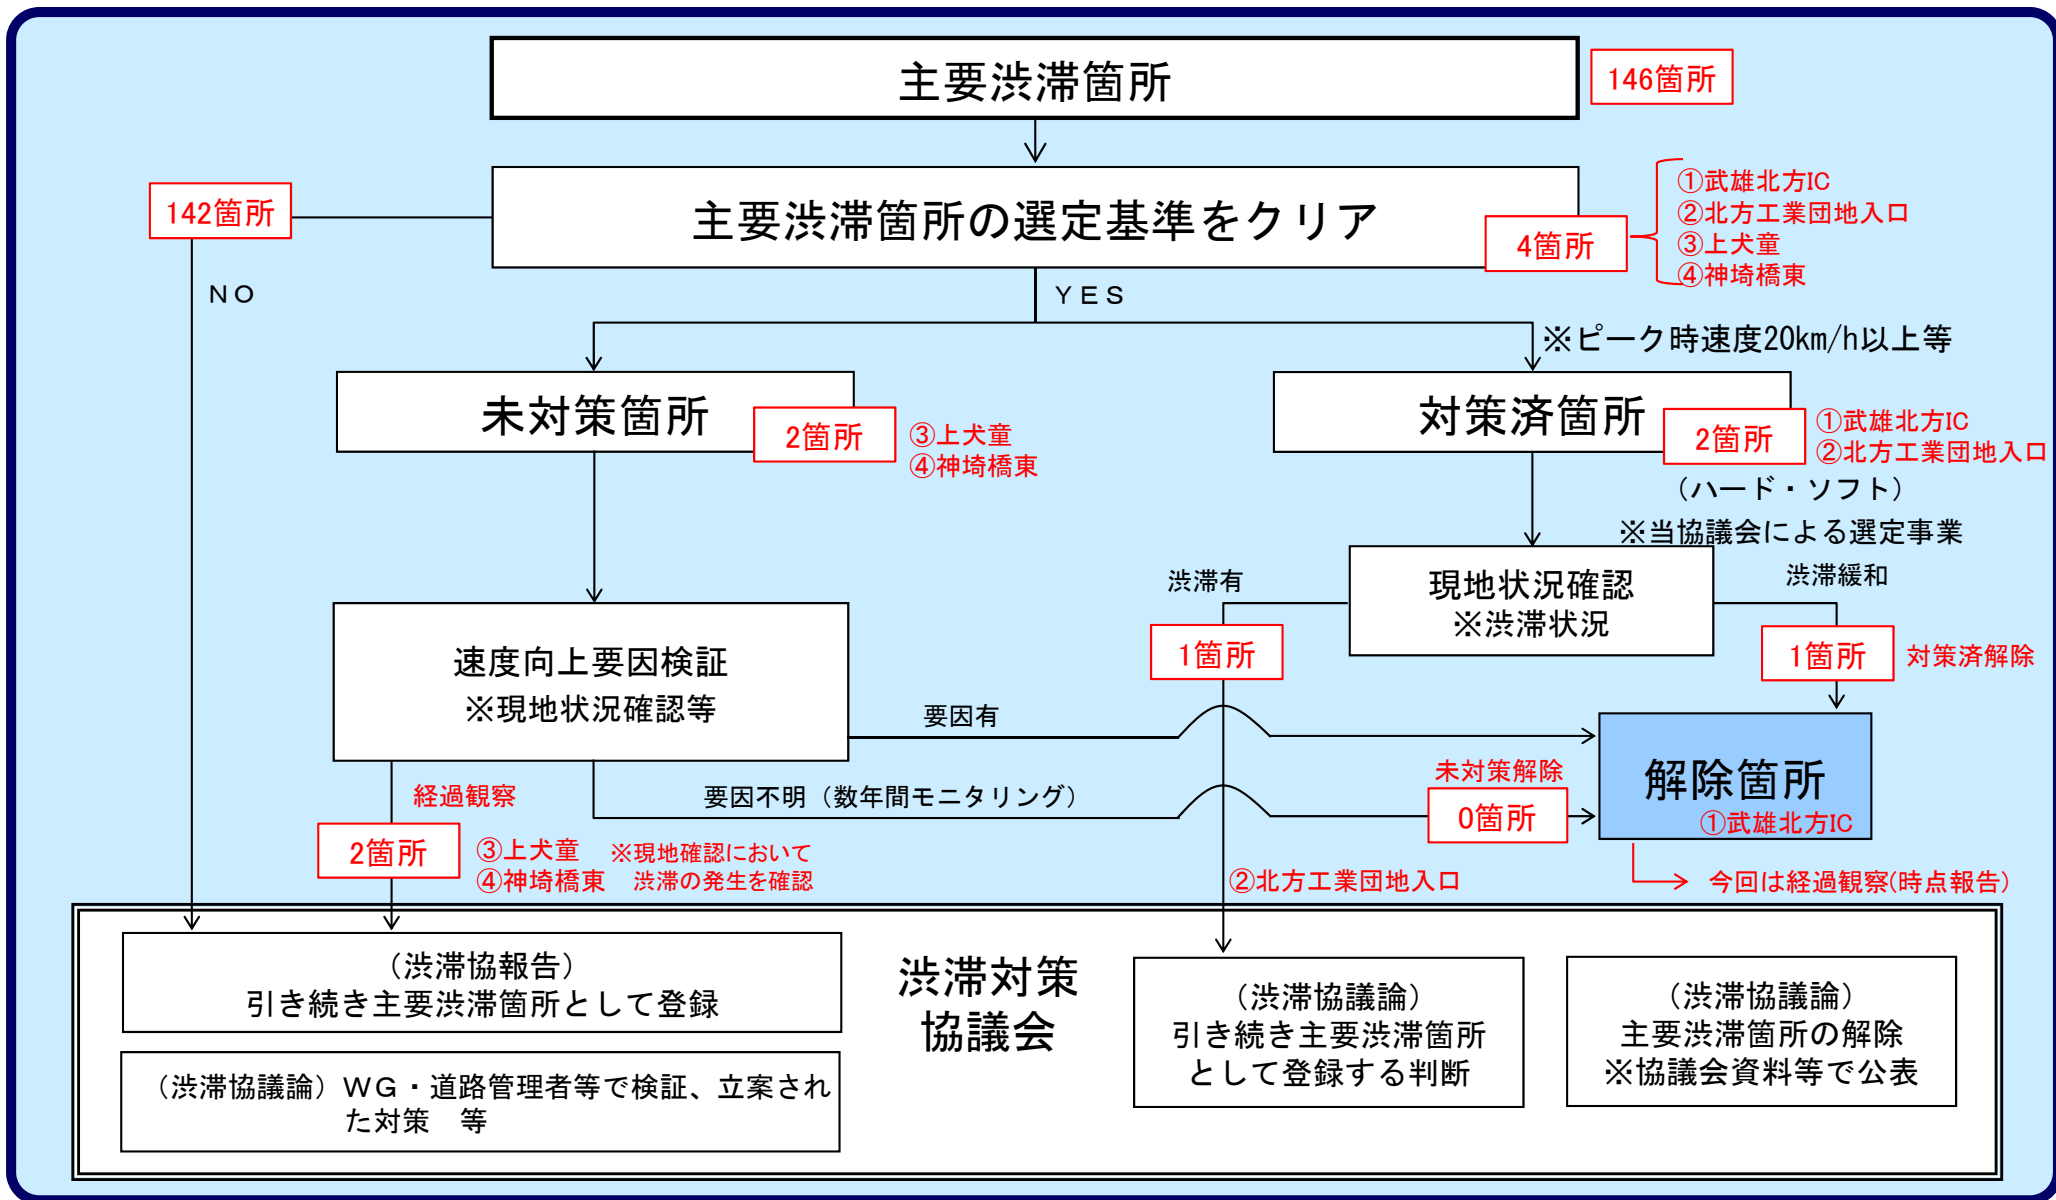 主要渋滞箇所
146箇所
主要渋滞箇所の選定基準をクリア
142箇所
4箇所
①武雄北方IC
②北方工業団地入口
③上犬童
④神埼橋東
ＮＯ
ＹＥＳ
※ピーク時速度20km/h以上等
未対策箇所
2箇所
③上犬童
④神埼橋東
対策済箇所
2箇所
①武雄北方IC
②北方工業団地入口
（ハード・ソフト）
※当協議会による選定事業
現地状況確認
※渋滞状況
渋滞有
渋滞緩和
1箇所
1箇所
対策済解除
速度向上要因検証
※現地状況確認等
要因有
経過観察
要因不明（数年間モニタリング）
未対策解除
0箇所
解除箇所
①武雄北方IC
2箇所
③上犬童
④神埼橋東
※現地確認において
渋滞の発生を確認
②北方工業団地入口
今回は経過観察(時点報告)
（渋滞協報告）
引き続き主要渋滞箇所として登録
（渋滞協議論）ＷＧ・道路管理者等で検証、立案され
た対策　等
渋滞対策
協議会
（渋滞協議論）
引き続き主要渋滞箇所
として登録する判断
（渋滞協議論）
主要渋滞箇所の解除
※協議会資料等で公表